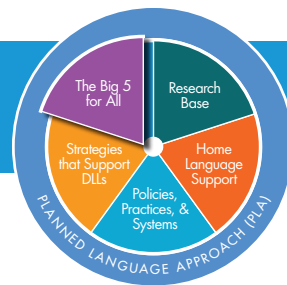 The Big 5
for All
Research
Base
Home
Language
Support
Policies,
Practices, &
Systems
Strategies
that Support
DLLs
PLANNED LANGUAGE APPROACH (PLA)